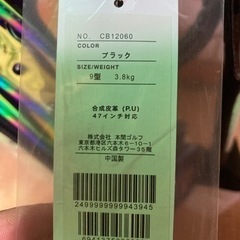 NO. CB12060
COLOR
ブラック
SIZE/WEIGHT
9型 3.8kg
合成皮革 (P.U)
47インチ対応
株式会社 本間ゴルフ
東京都港区六本木6-10-1
六本木ヒルズ森タワー35階
中国製
2499999999943945